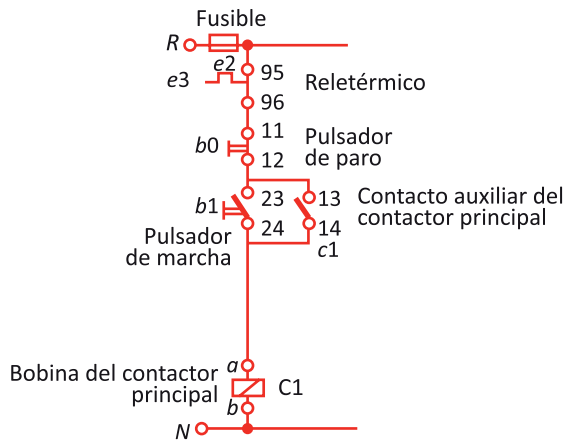 Fusible
R
e2
e3
95
Reletérmico
96
11
b0
Pulsador
de paro
12
23
13
Contacto auxiliar del
contactor principal
b1
24
14
Pulsador
de marcha
c1
a
Bobina del contactor
principal
C1
b
N